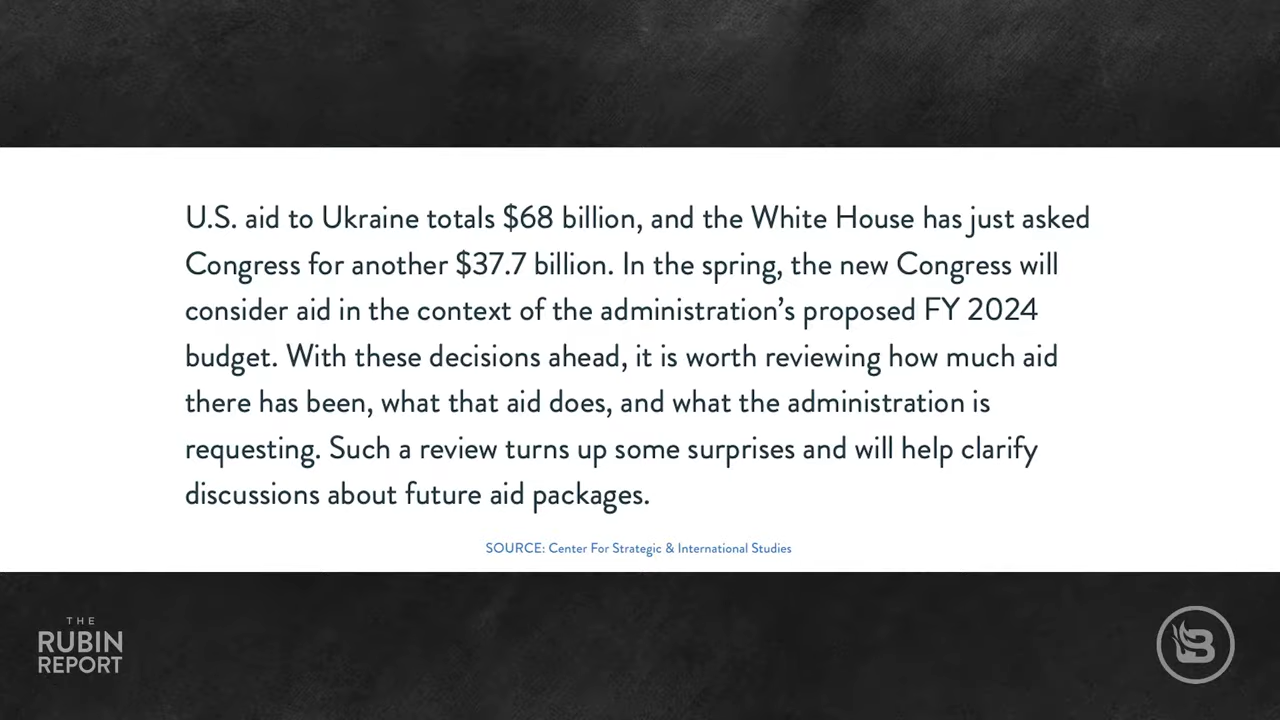 U.S. aid to Ukraine totals $68 billion, and the White House has just asked
Congress for another $37.7 billion. In the spring, the new Congress will
consider aid in the context of the administration’s proposed FY 2024
budget. With these decisions ahead, it is worth reviewing how much aid
there has been, what that aid does, and what the administration is
requesting. Such a review turns up some surprises and will help clarify
discussions about future aid packages.
SOURCE: Center For Strategic & International Studies
THE
RUBIN
REPORT
B